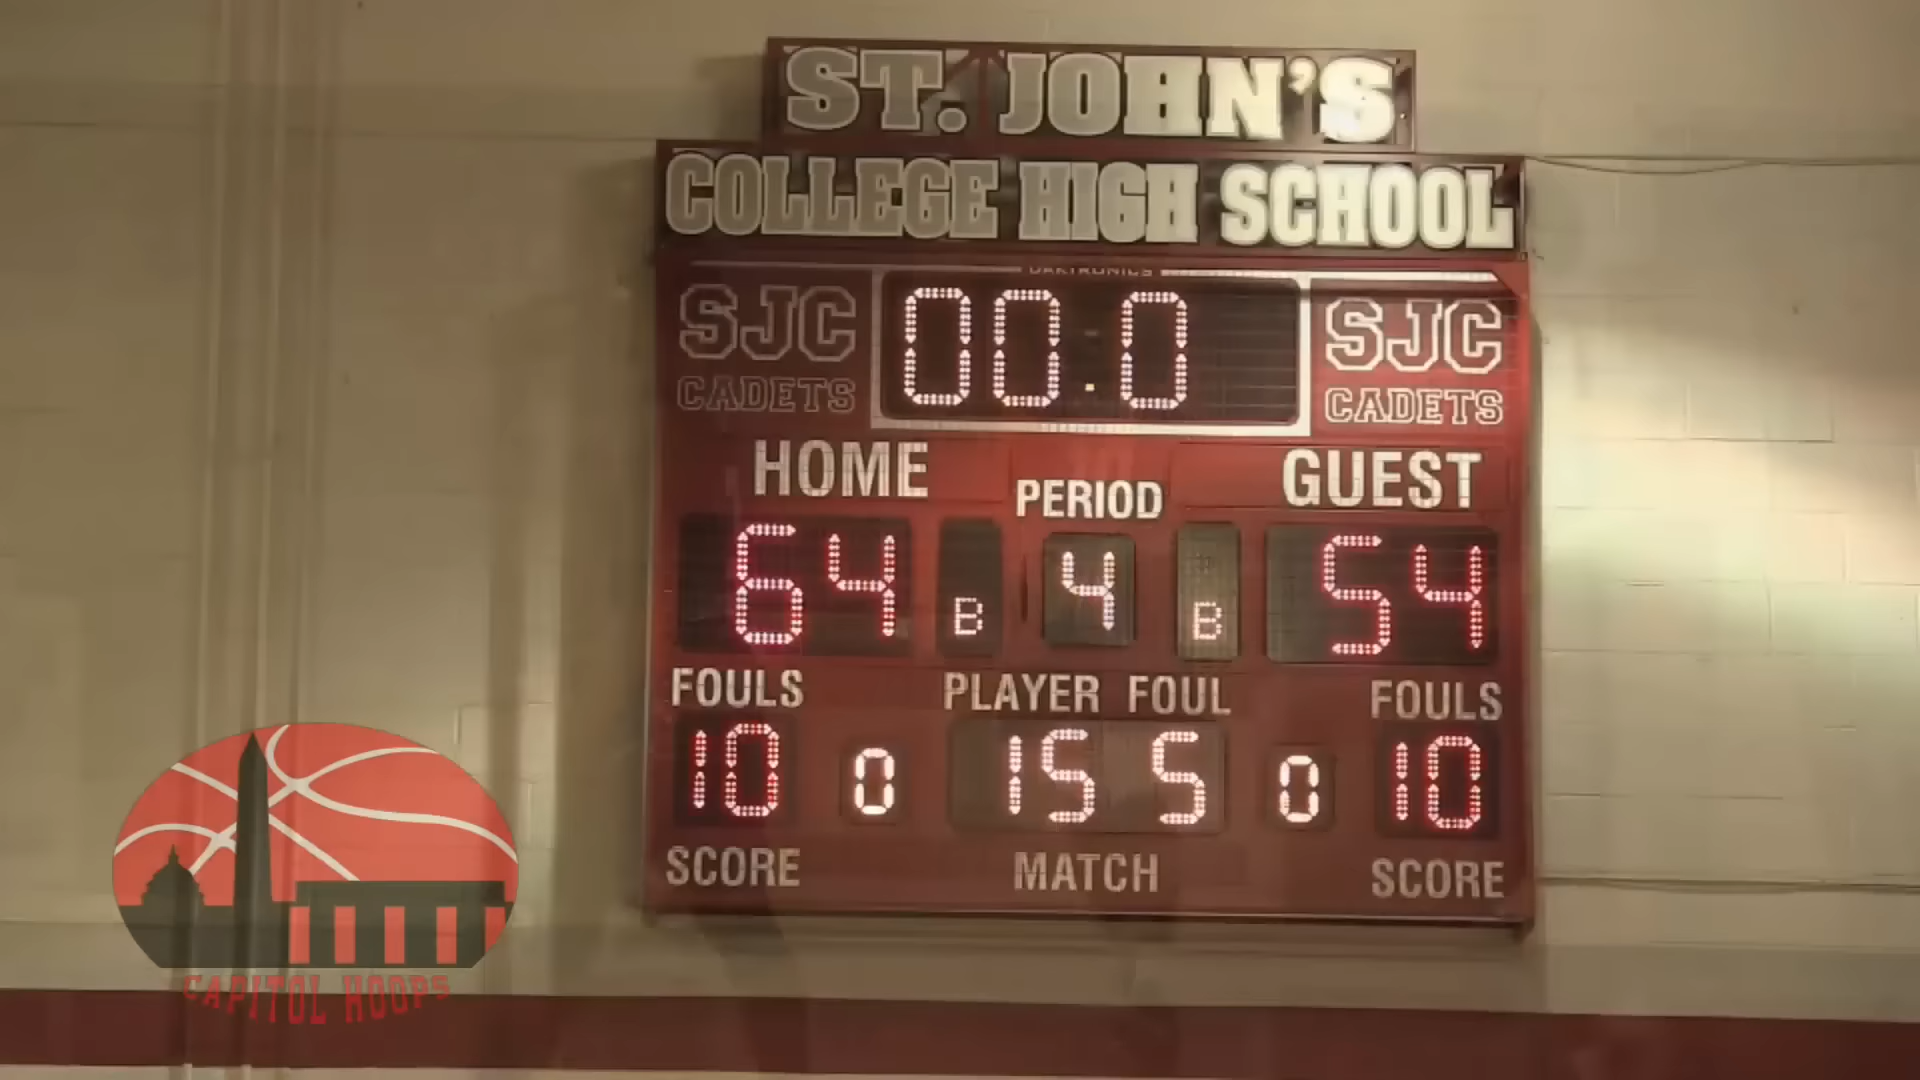 ST. JOHN'S
COLLEGE HIGH SCHOOL
DAKTRONICS
SJC 00.0 SJC
CADETS CADETS
HOME PERIOD GUEST
64 B 4 B 54
FOULS PLAYER FOUL FOULS
10 0 15 5 0 10
SCORE MATCH SCORE
CAPITOL HOOPS